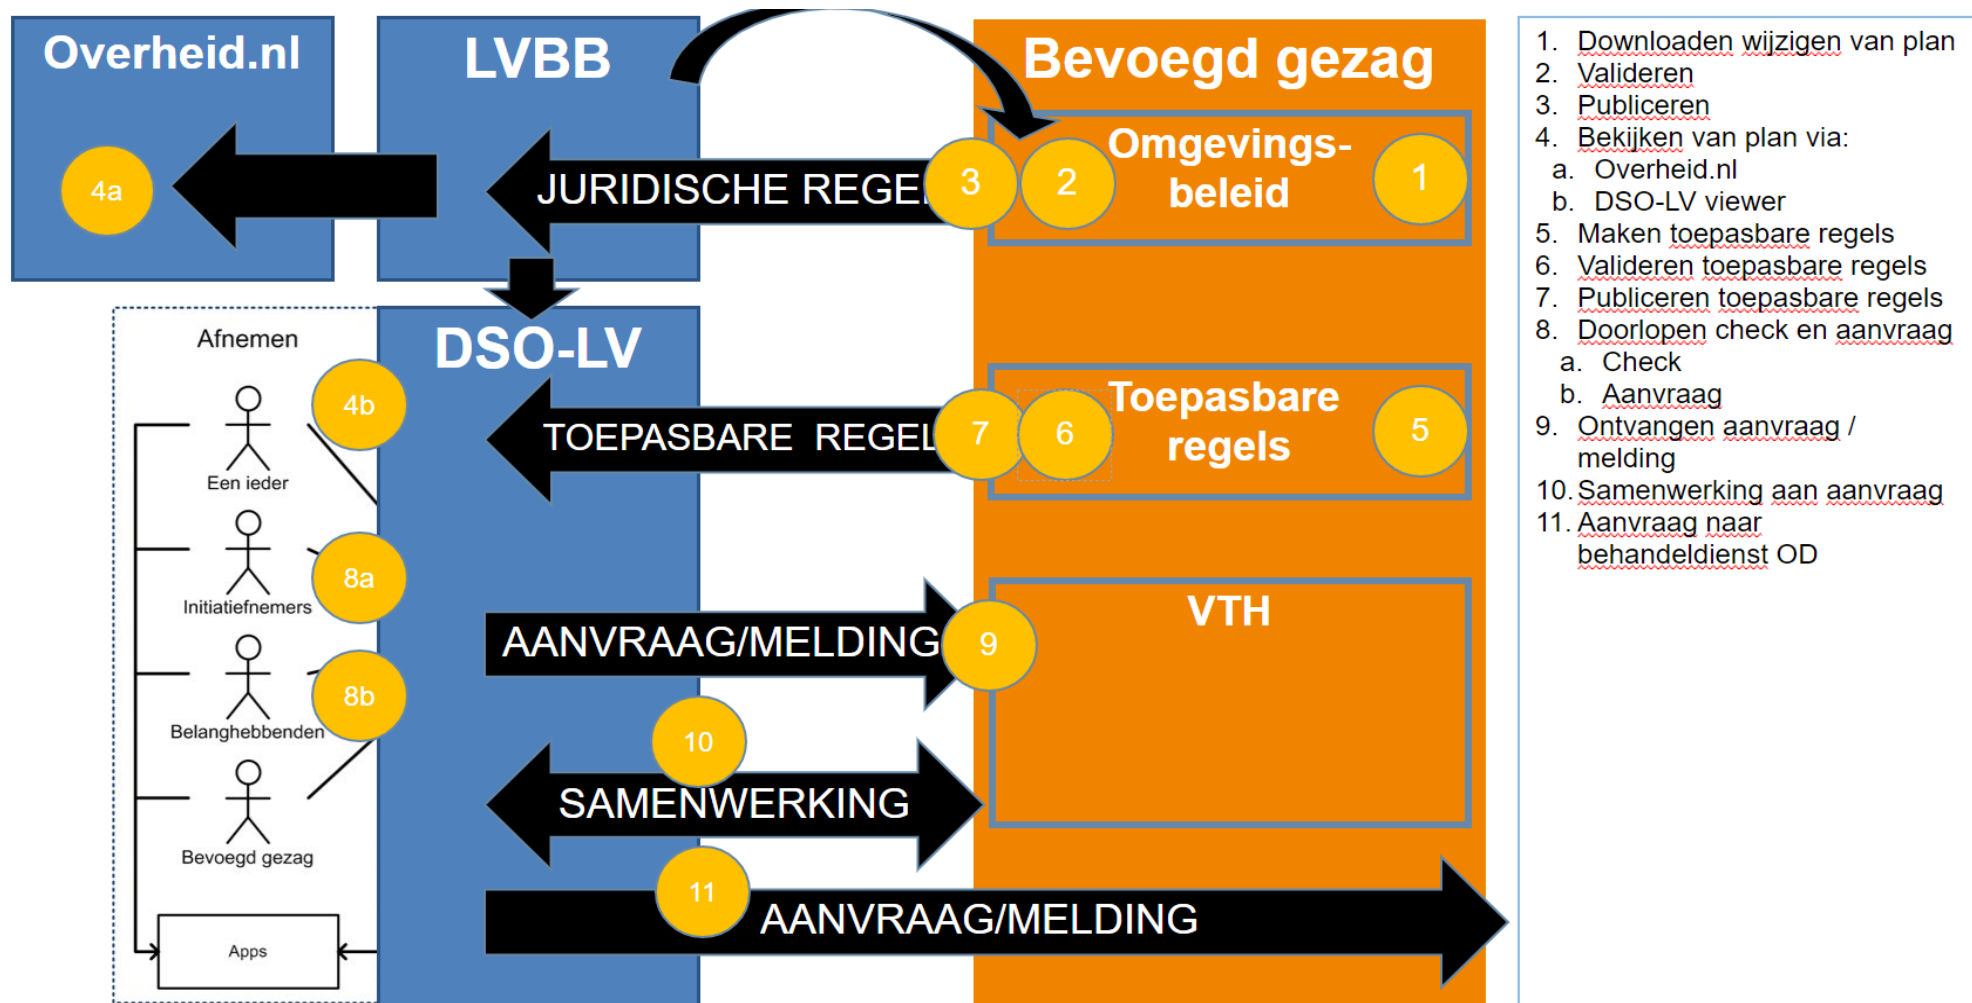 Overheid.nl
4a
LVBB
JURIDISCHE REGEL
Bevoegd gezag
Omgevings-
beleid
3
2
1
Afnemen
4b
Een ieder
8a
Initiatiefnemers
8b
Belanghebbenden
Bevoegd gezag
Apps
DSO-LV
TOEPASBARE REGEL
7
6
Toepasbare
regels
5
AANVRAAG/MELDING
9
VTH
10
SAMENWERKING
11
AANVRAAG/MELDING
1. Downloaden wijzigen van plan
2. Valideren
3. Publiceren
4. Bekijken van plan via:
a. Overheid.nl
b. DSO-LV viewer
5. Maken toepasbare regels
6. Valideren toepasbare regels
7. Publiceren toepasbare regels
8. Doorlopen check en aanvraag
a. Check
b. Aanvraag
9. Ontvangen aanvraag /
melding
10. Samenwerking aan aanvraag
11. Aanvraag naar
behandeldienst OD